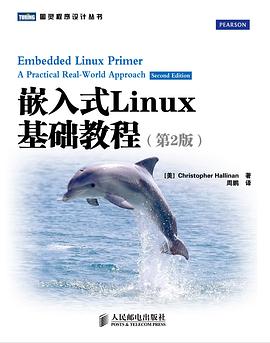 TURING 图灵程序设计丛书
PEARSON
Embedded Linux Primer
A Practical Real-World Approach Second Edition
嵌入式Linux
基础教程（第2版）
[美] Christopher Hallinan 著
周鹏 译
人民邮电出版社
POSTS & TELECOM PRESS